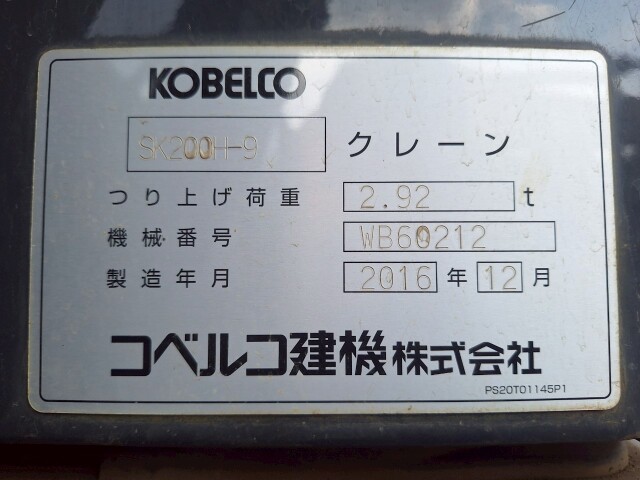 KOBELCO
SK200H-9 クレーン
つり上げ荷重 2.92 t
機械番号 WB60212
製造年月 2016 年 12 月
コベルコ建機株式会社
PS20T01145P1